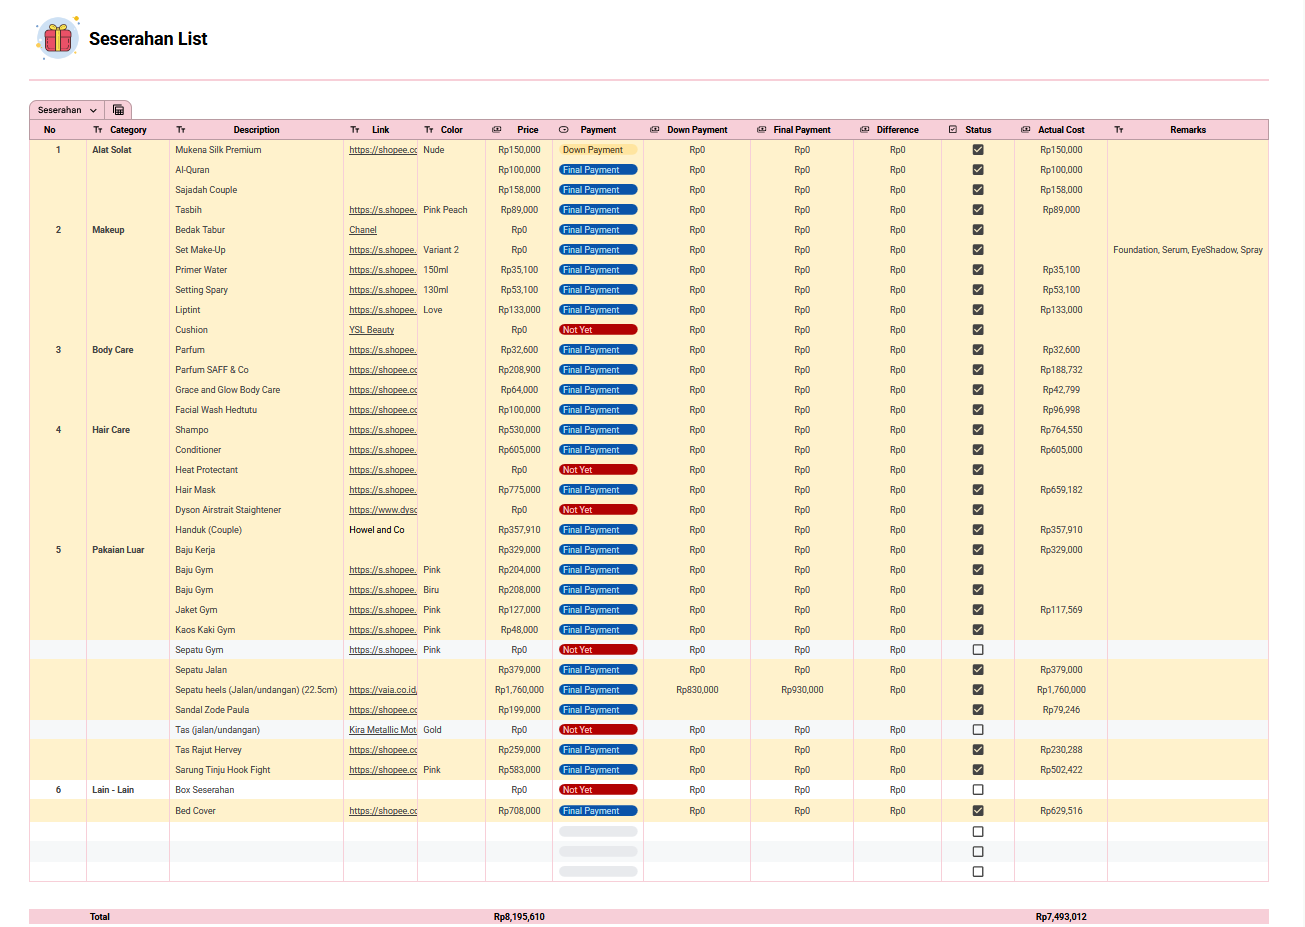 Seserahan List
Seserahan
No Category Description Link Color Price Payment Down Payment Final Payment Difference Status Actual Cost Remarks
1 Alat Solat Mukena Silk Premium https://shopee.cc Nude Rp150,000 Down Payment Rp0 Rp0 Rp0 Rp150,000
Al-Quran Rp100,000 Final Payment Rp0 Rp0 Rp0 Rp100,000
Sajadah Couple Rp158,000 Final Payment Rp0 Rp0 Rp0 Rp158,000
Tasbih https://s.shopee. Pink Peach Rp89,000 Final Payment Rp0 Rp0 Rp0 Rp89,000
2 Makeup Bedak Tabur Chanel Rp0 Final Payment Rp0 Rp0 Rp0
Set Make-Up https://s.shopee. Variant 2 Rp0 Final Payment Rp0 Rp0 Rp0 Foundation, Serum, EyeShadow, Spray
Primer Water https://s.shopee. 150ml Rp35,100 Final Payment Rp0 Rp0 Rp0 Rp35,100
Setting Spary https://s.shopee. 130ml Rp53,100 Final Payment Rp0 Rp0 Rp0 Rp53,100
Liptint https://s.shopee. Love Rp133,000 Final Payment Rp0 Rp0 Rp0 Rp133,000
Cushion YSL Beauty Rp0 Not Yet Rp0 Rp0 Rp0
3 Body Care Parfum https://s.shopee. Rp32,600 Final Payment Rp0 Rp0 Rp0 Rp32,600
Parfum SAFF & Co https://shopee.cc Rp208,900 Final Payment Rp0 Rp0 Rp0 Rp188,732
Grace and Glow Body Care https://shopee.cc Rp64,000 Final Payment Rp0 Rp0 Rp0 Rp42,799
Facial Wash Hedtutu https://shopee.cc Rp100,000 Final Payment Rp0 Rp0 Rp0 Rp96,998
4 Hair Care Shampo https://s.shopee. Rp530,000 Final Payment Rp0 Rp0 Rp0 Rp764,550
Conditioner https://s.shopee. Rp605,000 Final Payment Rp0 Rp0 Rp0 Rp605,000
Heat Protectant https://s.shopee. Rp0 Not Yet Rp0 Rp0 Rp0
Hair Mask https://s.shopee. Rp775,000 Final Payment Rp0 Rp0 Rp0 Rp659,182
Dyson Airstrait Staightener https://www.dysc Rp0 Not Yet Rp0 Rp0 Rp0
Handuk (Couple) Howel and Co Rp357,910 Final Payment Rp0 Rp0 Rp0 Rp357,910
5 Pakaian Luar Baju Kerja Rp329,000 Final Payment Rp0 Rp0 Rp0 Rp329,000
Baju Gym https://s.shopee. Pink Rp204,000 Final Payment Rp0 Rp0 Rp0
Baju Gym https://s.shopee. Biru Rp208,000 Final Payment Rp0 Rp0 Rp0
Jaket Gym https://s.shopee. Pink Rp127,000 Final Payment Rp0 Rp0 Rp0 Rp117,569
Kaos Kaki Gym https://s.shopee. Pink Rp48,000 Final Payment Rp0 Rp0 Rp0
Sepatu Gym https://s.shopee. Pink Rp0 Not Yet Rp0 Rp0 Rp0
Sepatu Jalan Rp379,000 Final Payment Rp0 Rp0 Rp0 Rp379,000
Sepatu heels (Jalan/undangan) (22.5cm) https://vaia.co.id/ Rp1,760,000 Final Payment Rp830,000 Rp930,000 Rp0 Rp1,760,000
Sandal Zode Paula https://shopee.cc Rp199,000 Final Payment Rp79,246
Tas (jalan/undangan) Kira Metallic Mot Gold Rp0 Not Yet Rp0 Rp0 Rp0
Tas Rajut Hervey https://shopee.cc Rp259,000 Final Payment Rp0 Rp0 Rp0 Rp230,288
Sarung Tinju Hook Fight https://shopee.cc Pink Rp583,000 Final Payment Rp0 Rp0 Rp0 Rp502,422
6 Lain - Lain Box Seserahan Rp0 Not Yet Rp0 Rp0 Rp0
Bed Cover https://shopee.cc Rp708,000 Final Payment Rp0 Rp0 Rp0 Rp629,516
Total Rp8,195,610 Rp7,493,012